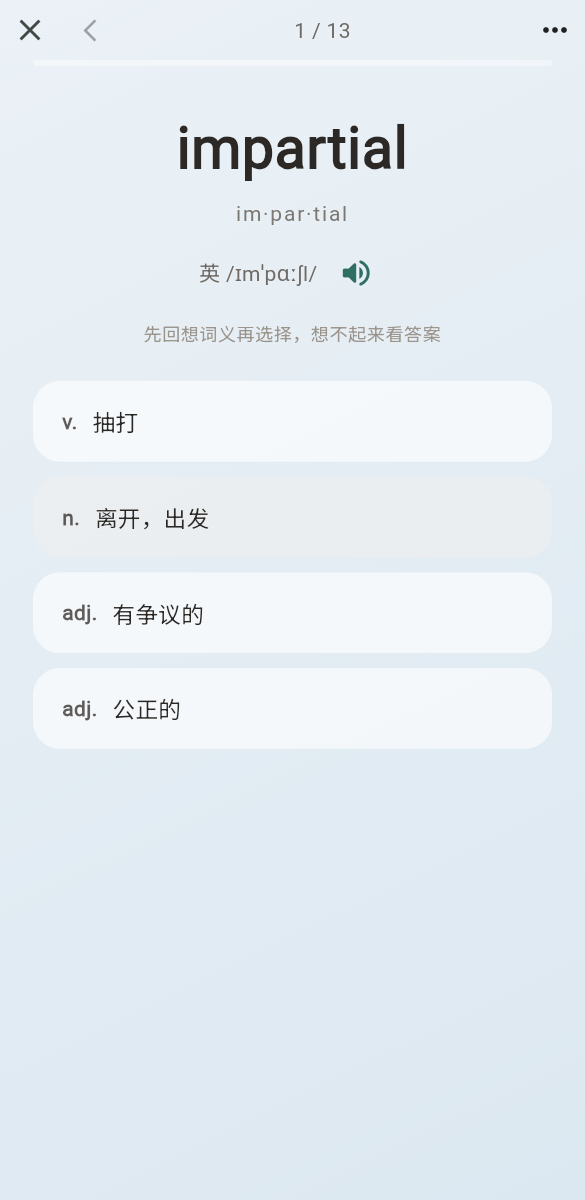 1 / 13
impartial
im·par·tial
英 /ɪmˈpɑːʃl/
先回想词义再选择，想不起来看答案
v. 抽打
n. 离开，出发
adj. 有争议的
adj. 公正的